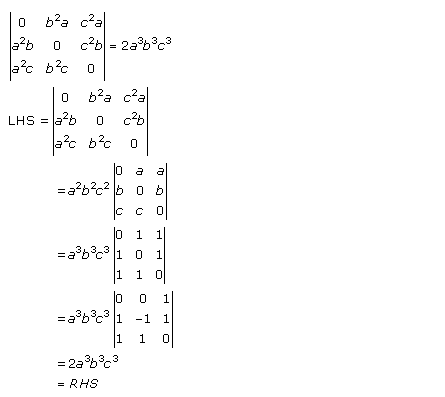 | 0 b²a c²a |
| a²b 0 c²b | = 2a³b³c³
| a²c b²c 0 |
LHS = | 0 b²a c²a |
| a²b 0 c²b |
| a²c b²c 0 |
= a²b²c² | 0 a a |
| b 0 b |
| c c 0 |
= a³b³c³ | 0 1 1 |
| 1 0 1 |
| 1 1 0 |
= a³b³c³ | 0 0 1 |
| 1 -1 1 |
| 1 1 0 |
= 2a³b³c³
= RHS